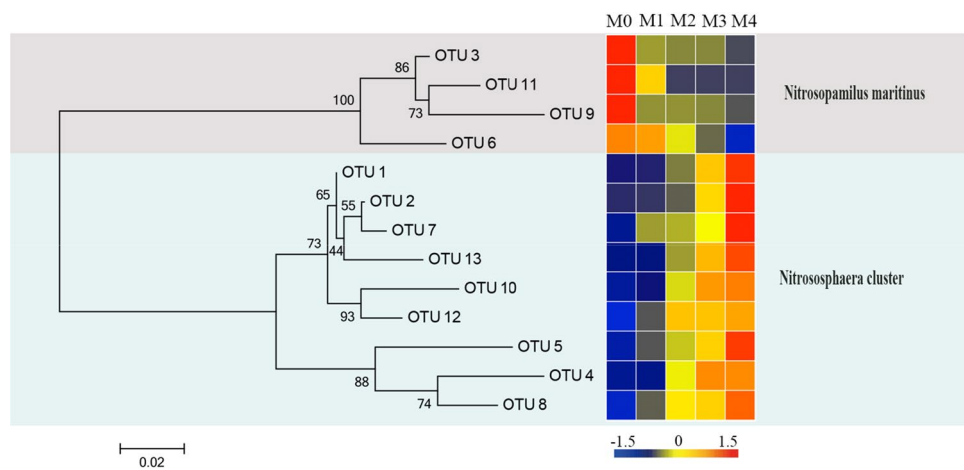 M0 M1 M2 M3 M4
OTU 3
86
OTU 11
100
73
OTU 9
Nitrosopamilus maritinus
OTU 6
OTU 1
65
55
OTU 2
OTU 7
73
44
OTU 13
Nitrososphaera cluster
OTU 10
93
OTU 12
OTU 5
88
OTU 4
74
OTU 8
-1.5 0 1.5
0.02